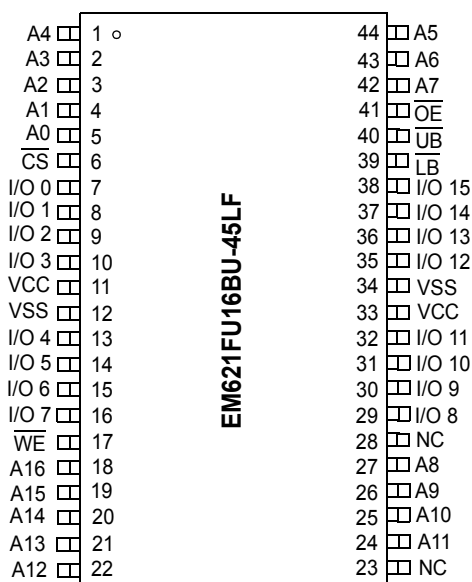 A4 1 44 A5
A3 2 43 A6
A2 3 42 A7
A1 4 41 OE
A0 5 40 UB
CS 6 39 LB
I/O 0 7 38 I/O 15
I/O 1 8 37 I/O 14
I/O 2 9 36 I/O 13
I/O 3 10 35 I/O 12
VCC 11 34 VSS
VSS 12 33 VCC
I/O 4 13 32 I/O 11
I/O 5 14 31 I/O 10
I/O 6 15 30 I/O 9
I/O 7 16 29 I/O 8
WE 17 28 NC
A16 18 27 A8
A15 19 26 A9
A14 20 25 A10
A13 21 24 A11
A12 22 23 NC
EM621FU16BU-45LF